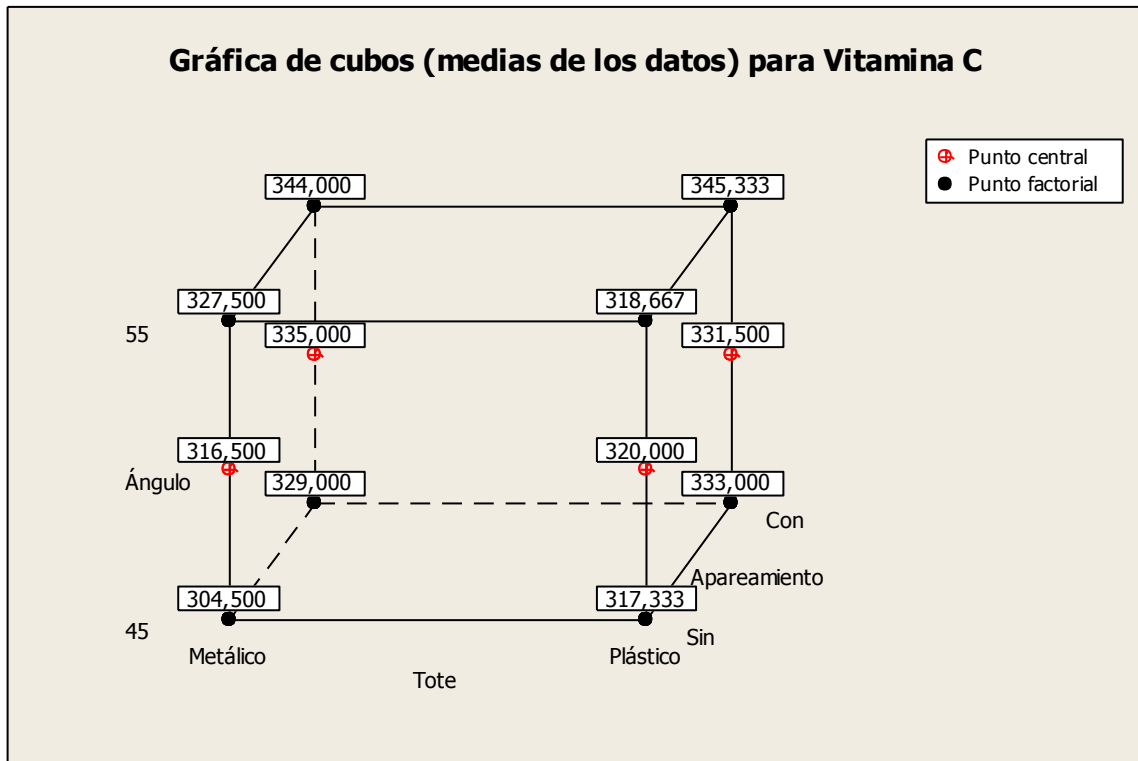 Gráfica de cubos (medias de los datos) para Vitamina C
Punto central
Punto factorial
344,000
345,333
327,500
318,667
55
335,000
331,500
316,500
320,000
Ángulo
329,000
333,000
Con
Apareamiento
304,500
317,333
45
Sin
Metálico
Plástico
Tote